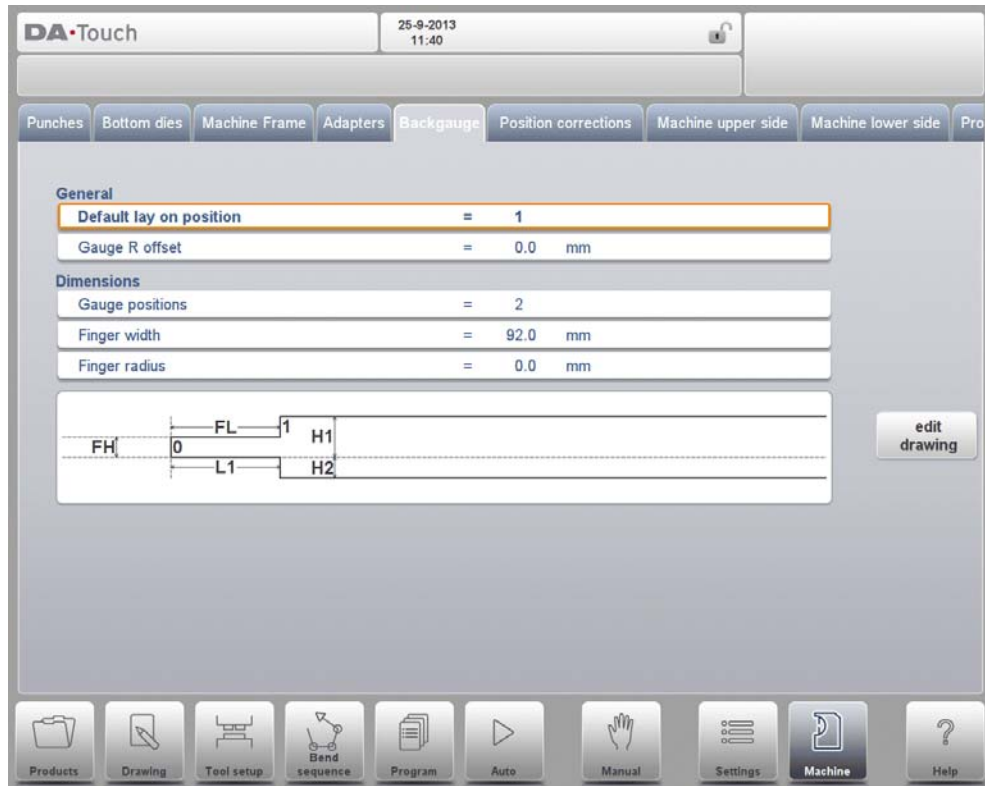 DA•Touch
25-9-2013
11:40
Punches Bottom dies Machine Frame Adapters Backgauge Position corrections Machine upper side Machine lower side Pro
General
Default lay on position = 1
Gauge R offset = 0.0 mm
Dimensions
Gauge positions = 2
Finger width = 92.0 mm
Finger radius = 0.0 mm
FL 1 H1
FH 0
L1 H2
edit
drawing
Products Drawing Tool setup Bend sequence Program Auto Manual Settings Machine Help